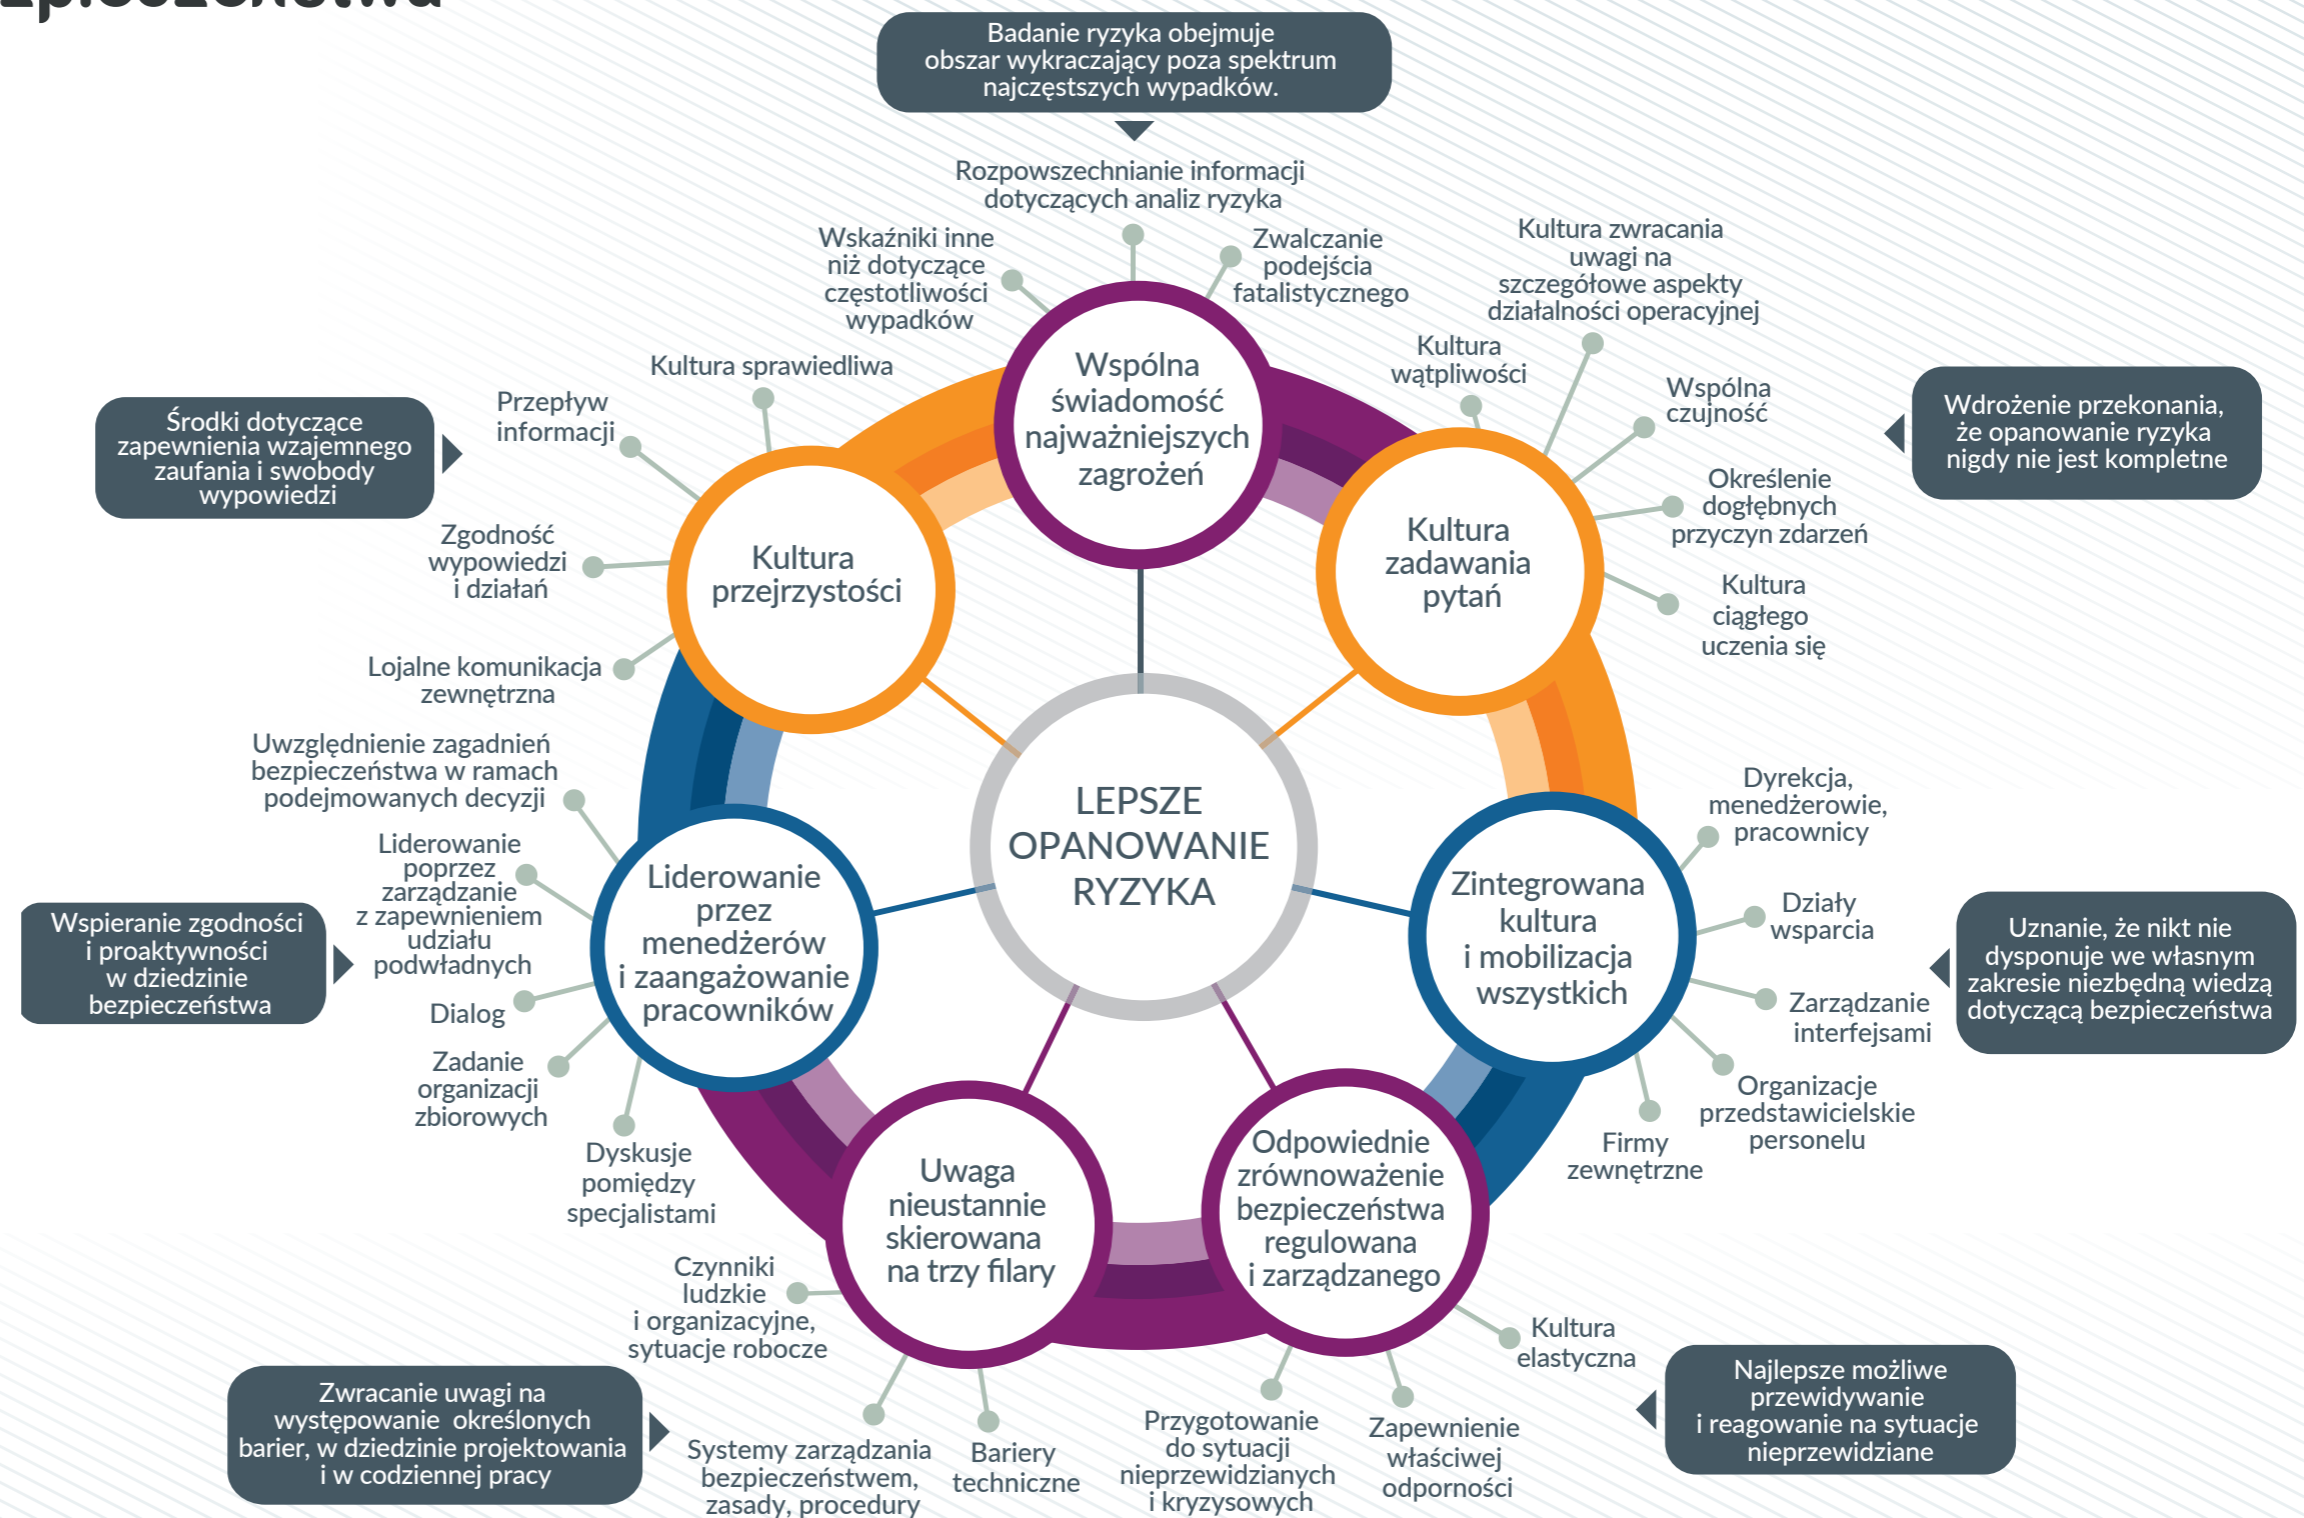 Badanie ryzyka obejmuje
obszar wykraczający poza spektrum
najczęstszych wypadków.
Rozpowszechnianie informacji
dotyczących analiz ryzyka
Wskaźniki inne
niż dotyczące
częstotliwości
wypadków
Zwalczanie
podejścia
fatalistycznego
Wspólna
świadomość
najważniejszych
zagrożeń
Kultura zwracania
uwagi na
szczegółowe aspekty
działalności operacyjnej
Kultura
wątpliwości
Wspólna
czujność
Określenie
dogłębnych
przyczyn zdarzeń
Kultura
ciągłego
uczenia się
Wdrożenie przekonania,
że opanowanie ryzyka
nigdy nie jest kompletne
Kultura
zadawania
pytań
Kultura sprawiedliwa
Przepływ
informacji
Środki dotyczące
zapewnienia wzajemnego
zaufania i swobody
wypowiedzi
Zgodność
wypowiedzi
i działań
Lojalne komunikacja
zewnętrzna
Kultura
przejrzystości
LEPSZE
OPANOWANIE
RYZYKA
Uwzględnienie zagadnień
bezpieczeństwa w ramach
podejmowanych decyzji
Liderowanie
poprzez
zarządzanie
z zapewnieniem
udziału
podwładnych
Wspieranie zgodności
i proaktywności
w dziedzinie
bezpieczeństwa
Dialog
Zadanie
organizacji
zbiorowych
Dyskusje
pomiędzy
specjalistami
Liderowanie
przez
menedżerów
i zaangażowanie
pracowników
Zintegrowana
kultura
i mobilizacja
wszystkich
Dyrekcja,
menedżerowie,
pracownicy
Działy
wsparcia
Zarządzanie
interfejsami
Organizacje
przedstawicielskie
personelu
Firmy
zewnętrzne
Uznanie, że nikt nie
dysponuje we własnym
zakresie niezbędną wiedzą
dotyczącą bezpieczeństwa
Uwaga
nieustannie
skierowana
na trzy filary
Czynniki
ludzkie
i organizacyjne,
sytuacje robocze
Zwracanie uwagi na
występowanie określonych
barier, w dziedzinie projektowania
i w codziennej pracy
Systemy zarządzania
bezpieczeństwem,
zasady, procedury
Bariery
techniczne
Odpowiednie
zrównoważenie
bezpieczeństwa
regulowana
i zarządzanego
Przygotowanie
do sytuacji
nieprzewidzianych
i kryzysowych
Zapewnienie
właściwej
odporności
Kultura
elastyczna
Najlepsze możliwe
przewidywanie
i reagowanie na sytuacje
nieprzewidziane